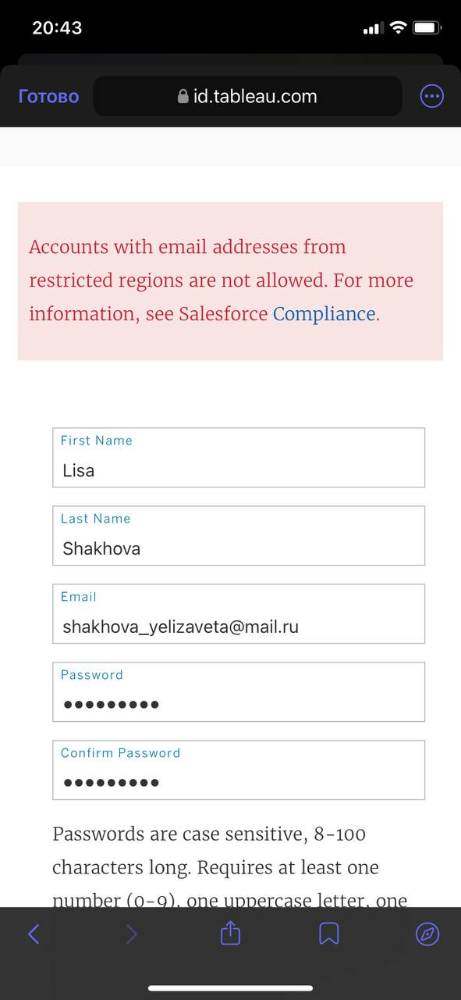 20:43
Готово
id.tableau.com
Accounts with email addresses from
restricted regions are not allowed. For more
information, see Salesforce Compliance.
First Name
Lisa
Last Name
Shakhova
Email
shakhova_yelizaveta@mail.ru
Password
•••••••••
Confirm Password
•••••••••
Passwords are case sensitive, 8-100
characters long. Requires at least one
number (0-9), one uppercase letter, one